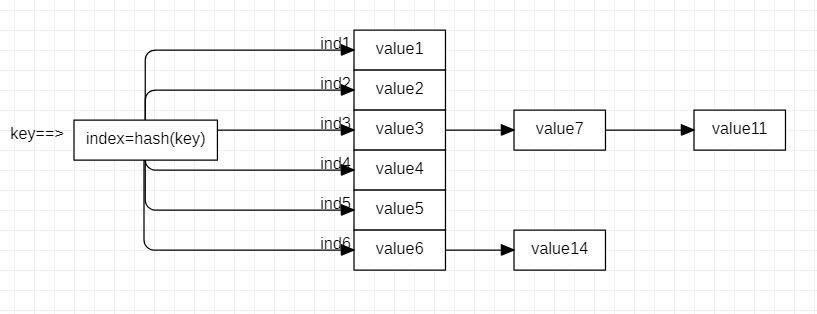 ind1
value1
ind2
value2
key==>
index=hash(key)
ind3
value3
value7
value11
ind4
value4
ind5
value5
ind6
value6
value14